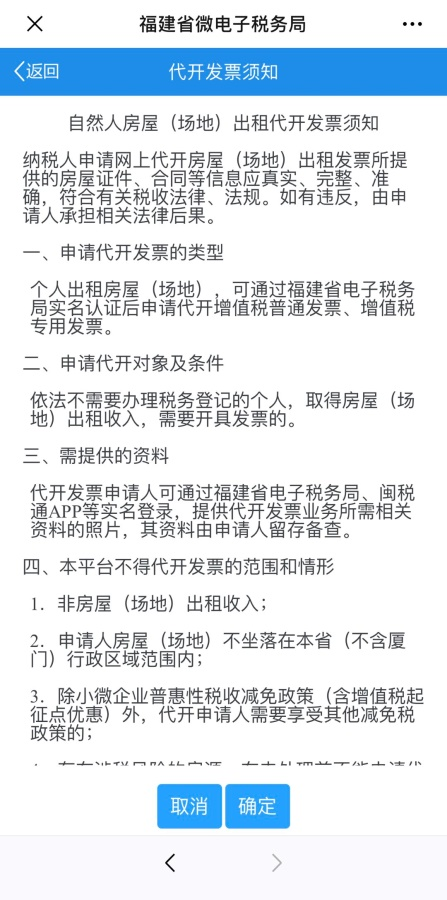 福建省微电子税务局
返回
代开发票须知
自然人房屋（场地）出租代开发票须知
纳税人申请网上代开房屋（场地）出租发票所提
供的房屋证件、合同等信息应真实、完整、准
确，符合有关税收法律、法规。如有违反，由申
请人承担相关法律后果。
一、申请代开发票的类型
个人出租房屋（场地），可通过福建省电子税务
局实名认证后申请代开增值税普通发票、增值税
专用发票。
二、申请代开对象及条件
依法不需要办理税务登记的个人，取得房屋（场
地）出租收入，需要开具发票的。
三、需提供的资料
代开发票申请人可通过福建省电子税务局、闽税
通APP等实名登录，提供代开发票业务所需相关
资料的照片，其资料由申请人留存备查。
四、本平台不得代开发票的范围和情形
1．非房屋（场地）出租收入；
2．申请人房屋（场地）不坐落在本省（不含厦
门）行政区域范围内；
3．除小微企业普惠性税收减免政策（含增值税起
征点优惠）外，代开申请人需要享受其他减免税
政策的；
取消
确定